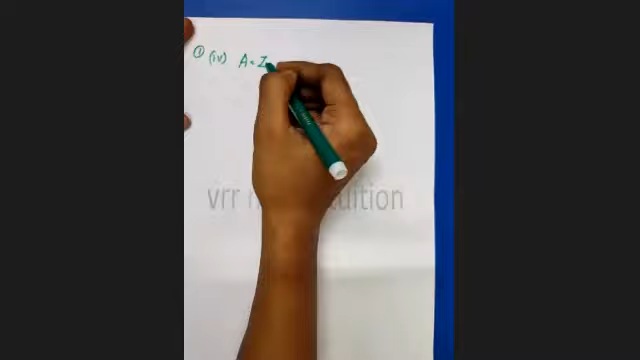 ① (iv) A = I
vrr m tuition